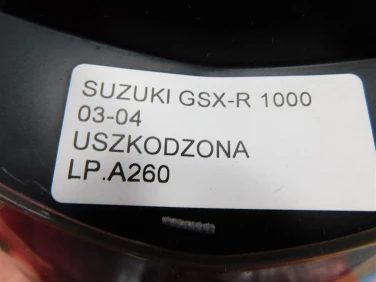 SUZUKI GSX-R 1000
03-04
USZKODZONA
LP.A260